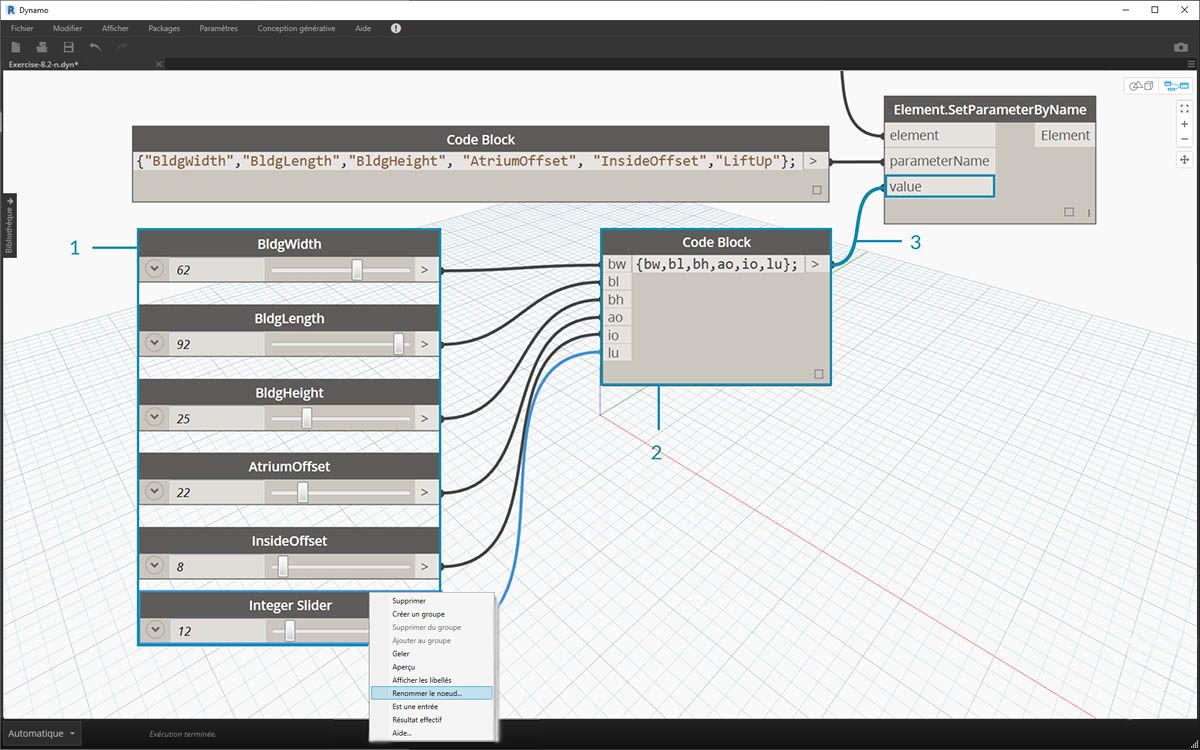 Dynamo
Fichier Modifier Afficher Packages Paramètres Conception générative Aide !
Exercise-8.2-n.dyn*
Bibliothèque
Code Block
{"BldgWidth","BldgLength","BldgHeight", "AtriumOffset", "InsideOffset","LiftUp"}; >
Element.SetParameterByName
element Element
parameterName
value
1
BldgWidth
62 >
BldgLength
92 >
BldgHeight
25 >
AtriumOffset
22 >
InsideOffset
8 >
Integer Slider
12
Code Block
bw {bw,bl,bh,ao,io,lu}; >
bl
bh
ao
io
lu
2
3
Supprimer
Créer un groupe
Supprimer du groupe
Ajouter au groupe
Geler
Aperçu
Afficher les libellés
Renommer le noeud...
Est une entrée
Résultat effectif
Aide...
Automatique
Exécution terminée.